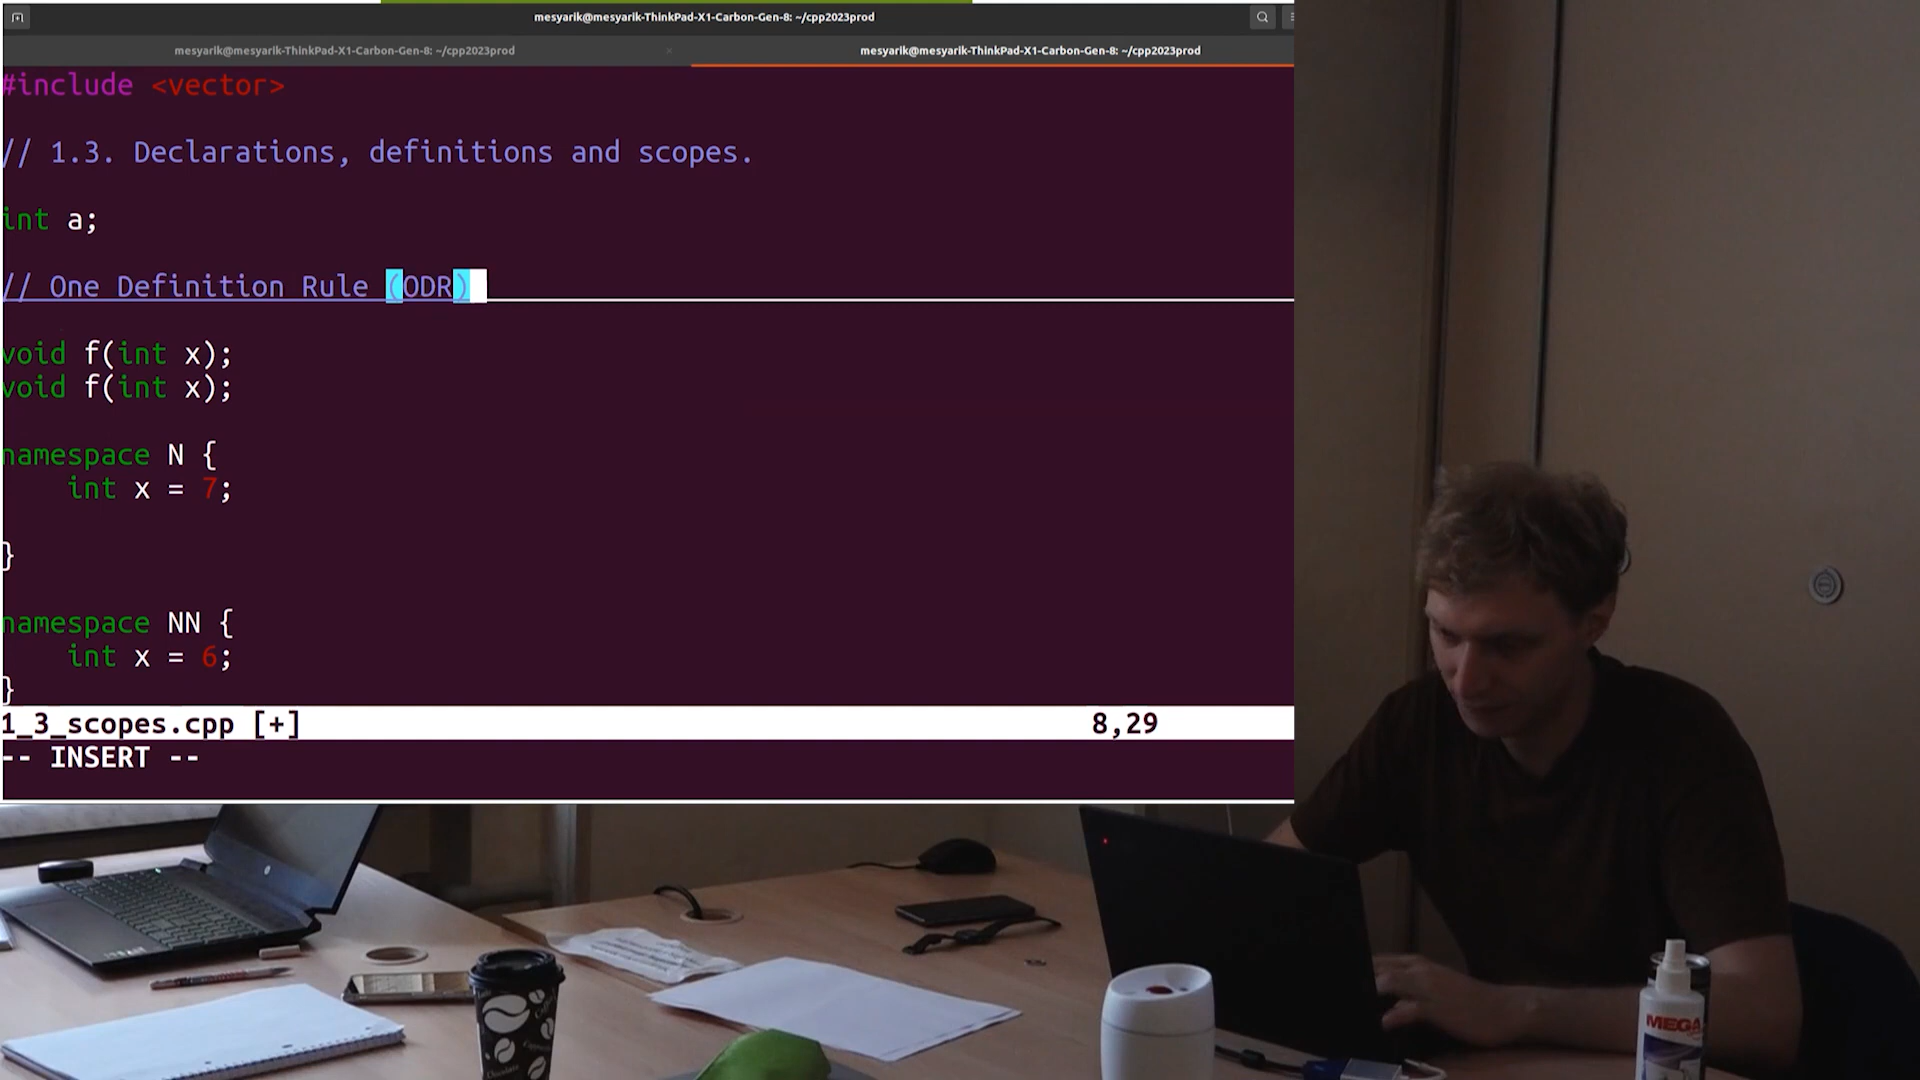 mesyarik@mesyarik-ThinkPad-X1-Carbon-Gen-8: ~/cpp2023prod
mesyarik@mesyarik-ThinkPad-X1-Carbon-Gen-8: ~/cpp2023prod × mesyarik@mesyarik-ThinkPad-X1-Carbon-Gen-8: ~/cpp2023prod
#include <vector>
// 1.3. Declarations, definitions and scopes.
int a;
// One Definition Rule (ODR)
void f(int x);
void f(int x);
namespace N {
    int x = 7;
}
namespace NN {
    int x = 6;
}
1_3_scopes.cpp [+] 8,29
-- INSERT --
MEGA